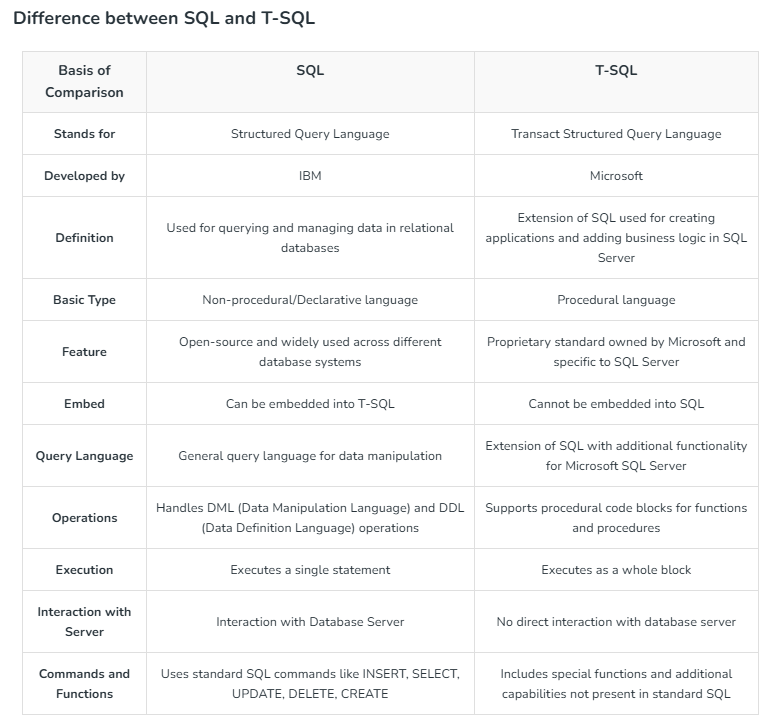 Difference between SQL and T-SQL
Basis of Comparison SQL T-SQL
Stands for Structured Query Language Transact Structured Query Language
Developed by IBM Microsoft
Definition Used for querying and managing data in relational databases Extension of SQL used for creating applications and adding business logic in SQL Server
Basic Type Non-procedural/Declarative language Procedural language
Feature Open-source and widely used across different database systems Proprietary standard owned by Microsoft and specific to SQL Server
Embed Can be embedded into T-SQL Cannot be embedded into SQL
Query Language General query language for data manipulation Extension of SQL with additional functionality for Microsoft SQL Server
Operations Handles DML (Data Manipulation Language) and DDL (Data Definition Language) operations Supports procedural code blocks for functions and procedures
Execution Executes a single statement Executes as a whole block
Interaction with Server Interaction with Database Server No direct interaction with database server
Commands and Functions Uses standard SQL commands like INSERT, SELECT, UPDATE, DELETE, CREATE Includes special functions and additional capabilities not present in standard SQL